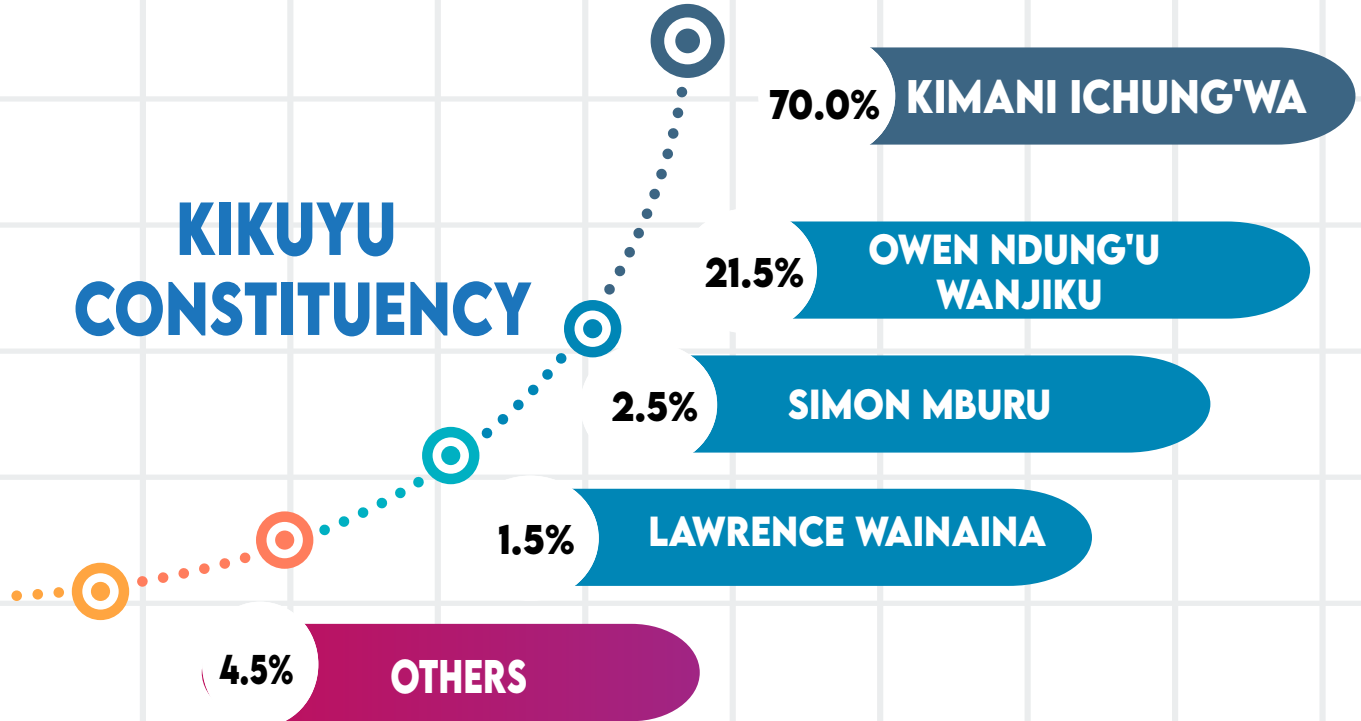 KIKUYU
CONSTITUENCY
70.0% KIMANI ICHUNG'WA
21.5% OWEN NDUNG'U
WANJIKU
2.5% SIMON MBURU
1.5% LAWRENCE WAINAINA
4.5% OTHERS